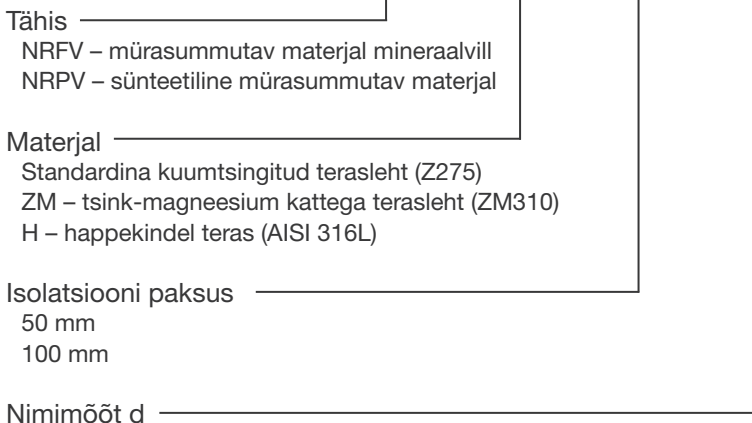 Tähis
NRFV – mürasummutav materjal mineraalvill
NRPV – sünteetiline mürasummutav materjal
Materjal
Standardina kuumtsingitud terasleht (Z275)
ZM – tsink-magneesium kattega terasleht (ZM310)
H – happekindel teras (AISI 316L)
Isolatsiooni paksus
50 mm
100 mm
Nimimõõt d